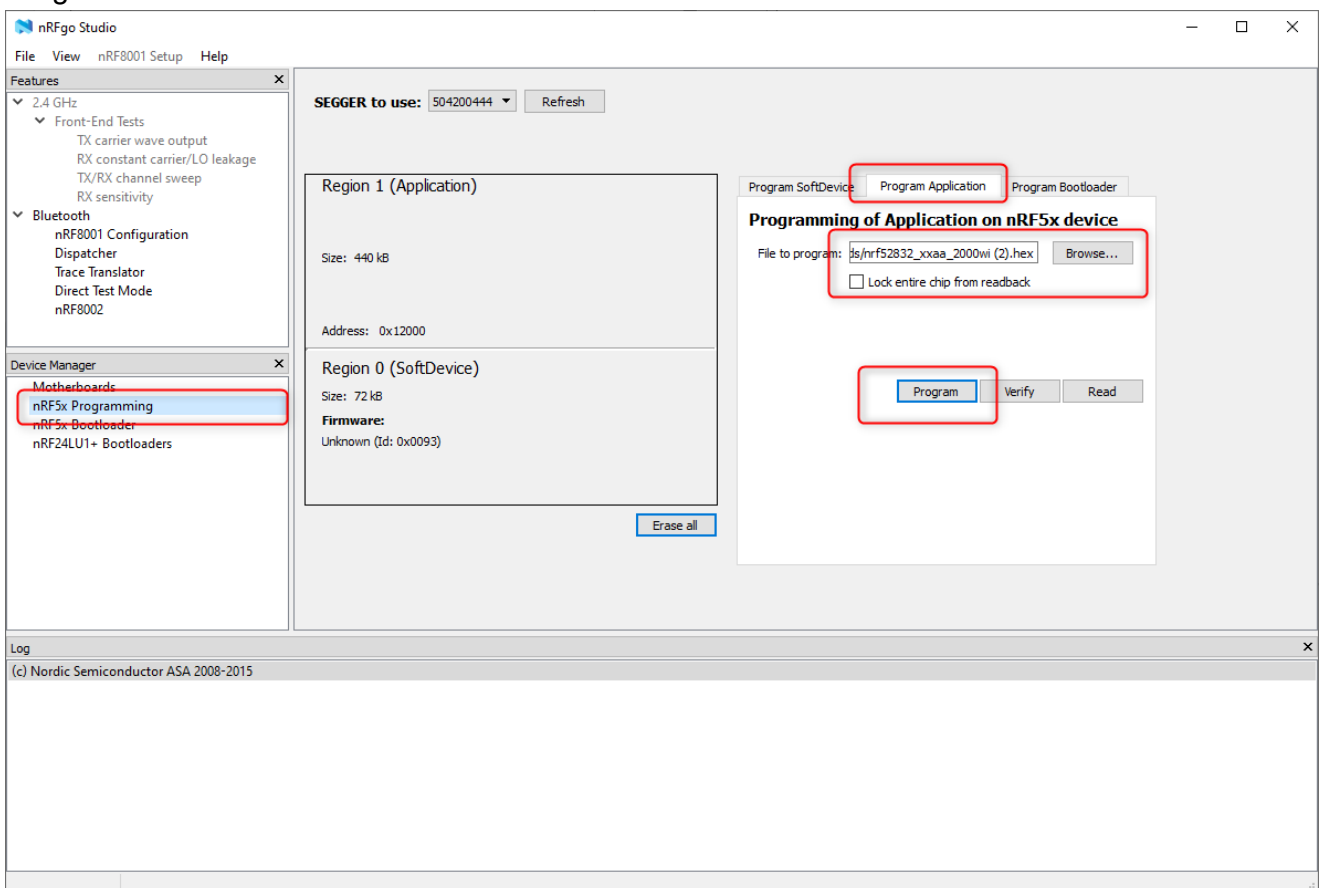 nRFgo Studio
File View nRF8001 Setup Help
Features
2.4 GHz
Front-End Tests
TX carrier wave output
RX constant carrier/LO leakage
TX/RX channel sweep
RX sensitivity
Bluetooth
nRF8001 Configuration
Dispatcher
Trace Translator
Direct Test Mode
nRF8002
Device Manager
Motherboards
nRF5x Programming
nRF5x Bootloader
nRF24LU1+ Bootloaders
SEGGER to use: 504200444 Refresh
Region 1 (Application)
Size: 440 kB
Address: 0x12000
Region 0 (SoftDevice)
Size: 72 kB
Firmware:
Unknown (Id: 0x0093)
Erase all
Program SoftDevice Program Application Program Bootloader
Programming of Application on nRF5x device
File to program: ds/nrf52832_xxaa_2000wi (2).hex Browse...
Lock entire chip from readback
Program Verify Read
Log
(c) Nordic Semiconductor ASA 2008-2015